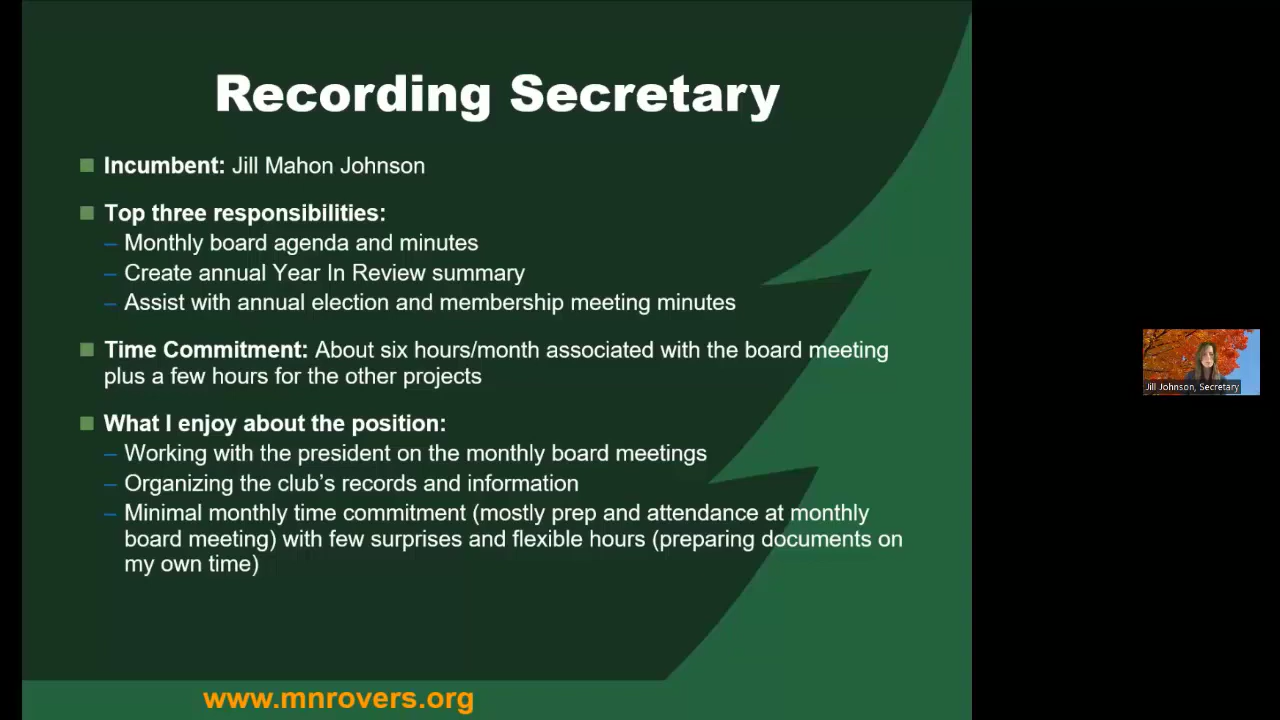 Recording Secretary
Incumbent: Jill Mahon Johnson
Top three responsibilities:
– Monthly board agenda and minutes
– Create annual Year In Review summary
– Assist with annual election and membership meeting minutes
Time Commitment: About six hours/month associated with the board meeting
plus a few hours for the other projects
What I enjoy about the position:
– Working with the president on the monthly board meetings
– Organizing the club’s records and information
– Minimal monthly time commitment (mostly prep and attendance at monthly
board meeting) with few surprises and flexible hours (preparing documents on
my own time)
www.mnrovers.org
Jill Johnson, Secretary